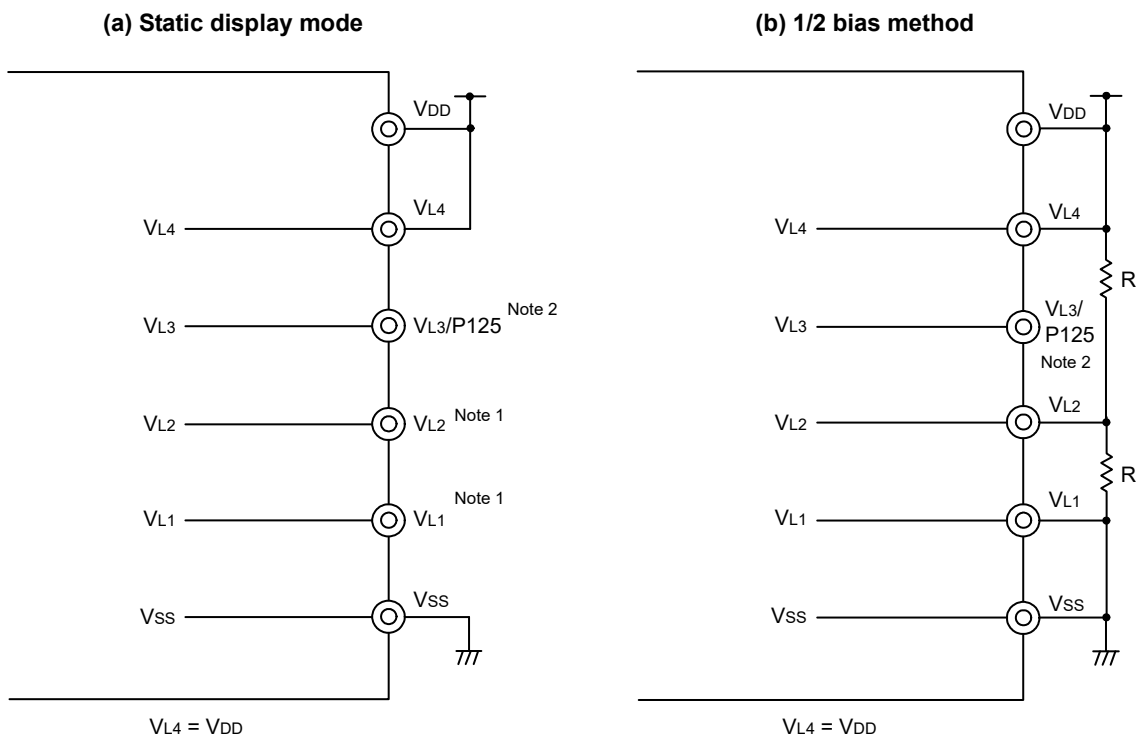 (a) Static display mode
VDD
VL4
VL4
VL3
VL3/P125 Note 2
VL2
VL2 Note 1
VL1
VL1 Note 1
VSS
VSS
VL4 = VDD
(b) 1/2 bias method
VDD
VL4
VL4
R
VL3
VL3/
P125
Note 2
VL2
VL2
R
VL1
VL1
VSS
VSS
VL4 = VDD